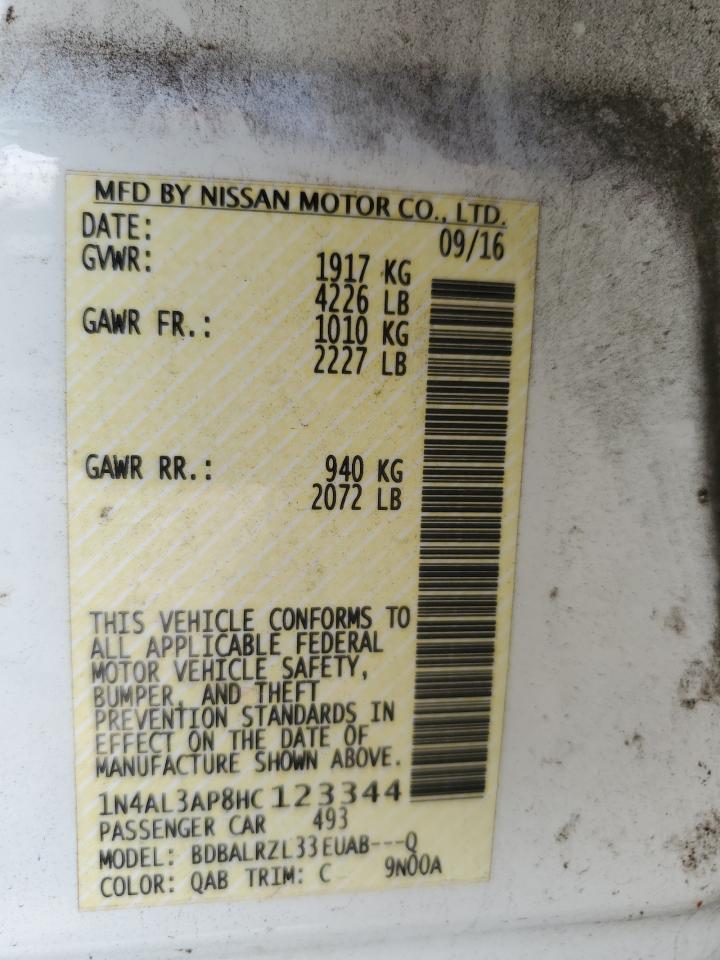 MFD BY NISSAN MOTOR CO., LTD.
DATE: 09/16
GVWR: 1917 KG
4226 LB
GAWR FR.: 1010 KG
2227 LB
GAWR RR.: 940 KG
2072 LB
THIS VEHICLE CONFORMS TO
ALL APPLICABLE FEDERAL
MOTOR VEHICLE SAFETY,
BUMPER, AND THEFT
PREVENTION STANDARDS IN
EFFECT ON THE DATE OF
MANUFACTURE SHOWN ABOVE.
1N4AL3AP8HC123344
PASSENGER CAR 493
MODEL: BDBALRZL33EUAB---Q
COLOR: QAB TRIM: C 9N00A